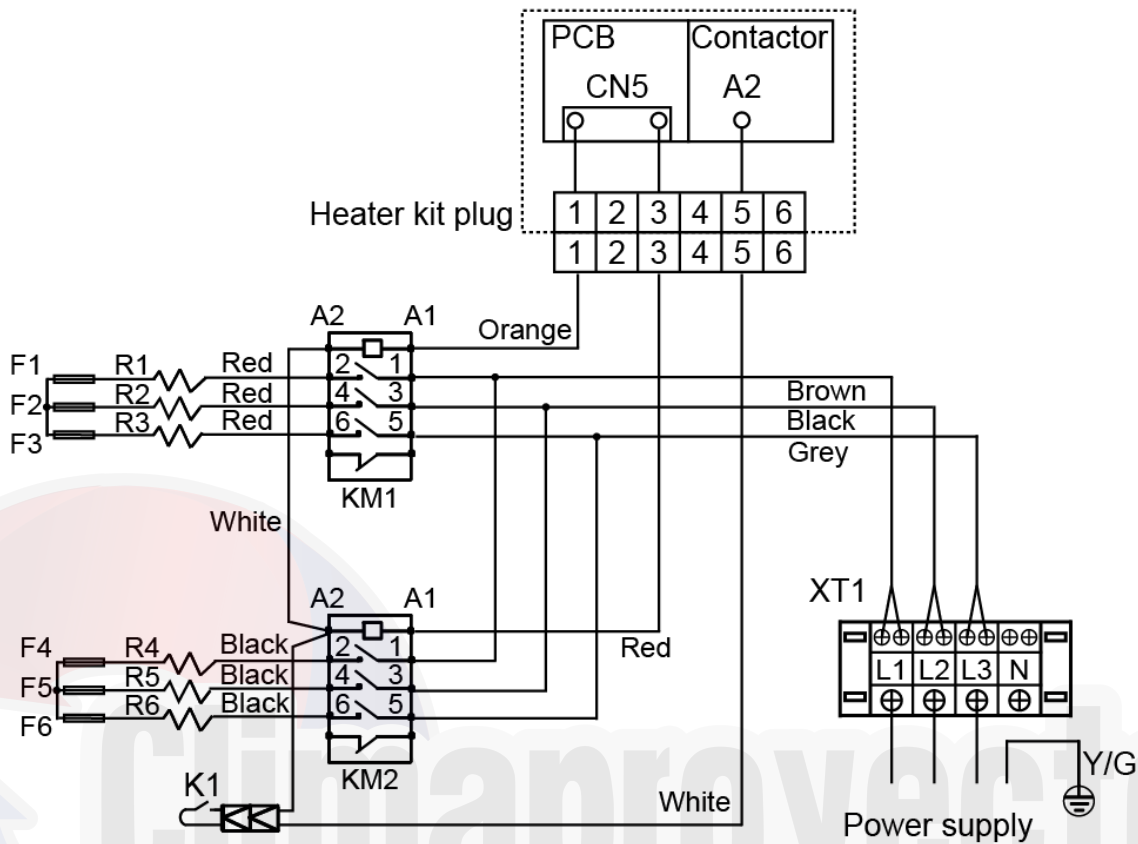 PCB Contactor
CN5 A2
Heater kit plug 1 2 3 4 5 6
1 2 3 4 5 6
A2 A1 Orange
F1 R1 Red 2 1
F2 R2 Red 4 3 Brown
F3 R3 Red 6 5 Black
Grey
KM1
White
A2 A1
XT1
F4 R4 Black 2 1 Red
F5 R5 Black 4 3 L1 L2 L3 N
F6 R6 Black 6 5
KM2
K1 White Y/G
Power supply
Climaproyecto